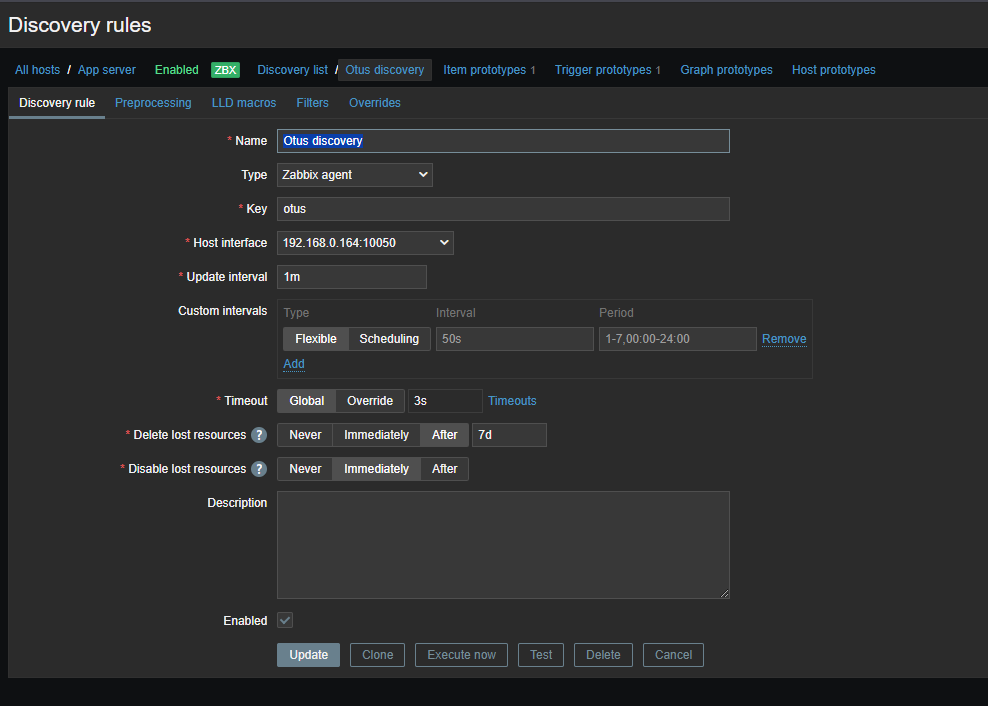 Discovery rules
All hosts / App server Enabled ZBX Discovery list / Otus discovery Item prototypes 1 Trigger prototypes 1 Graph prototypes Host prototypes
Discovery rule Preprocessing LLD macros Filters Overrides
* Name Otus discovery
Type Zabbix agent
* Key otus
* Host interface 192.168.0.164:10050
* Update interval 1m
Custom intervals Type Interval Period
Flexible Scheduling 50s 1-7,00:00-24:00 Remove
Add
* Timeout Global Override 3s Timeouts
* Delete lost resources ? Never Immediately After 7d
* Disable lost resources ? Never Immediately After
Description
Enabled
Update Clone Execute now Test Delete Cancel